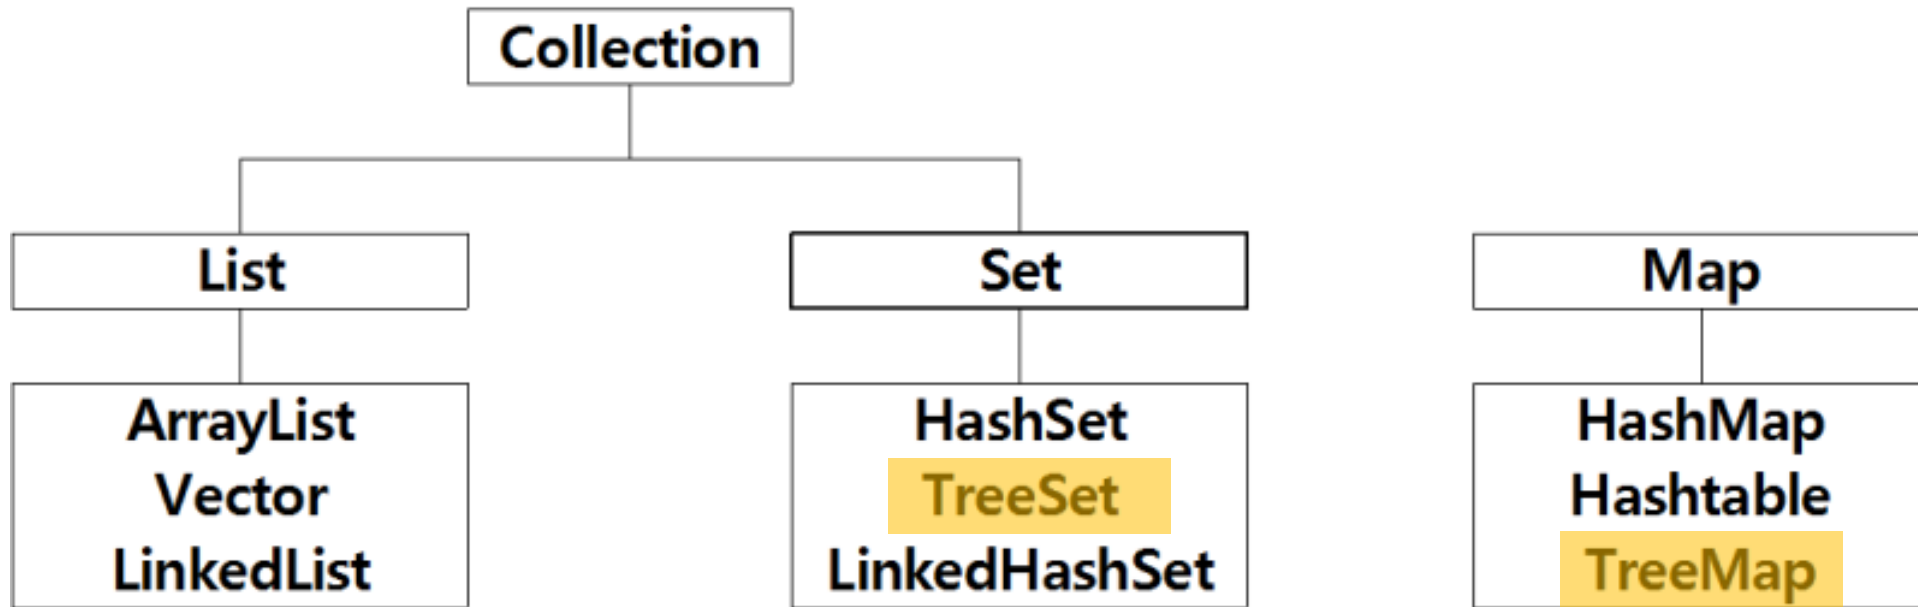 Collection
List
Set
Map
ArrayList
Vector
LinkedList
HashSet
TreeSet
LinkedHashSet
HashMap
Hashtable
TreeMap